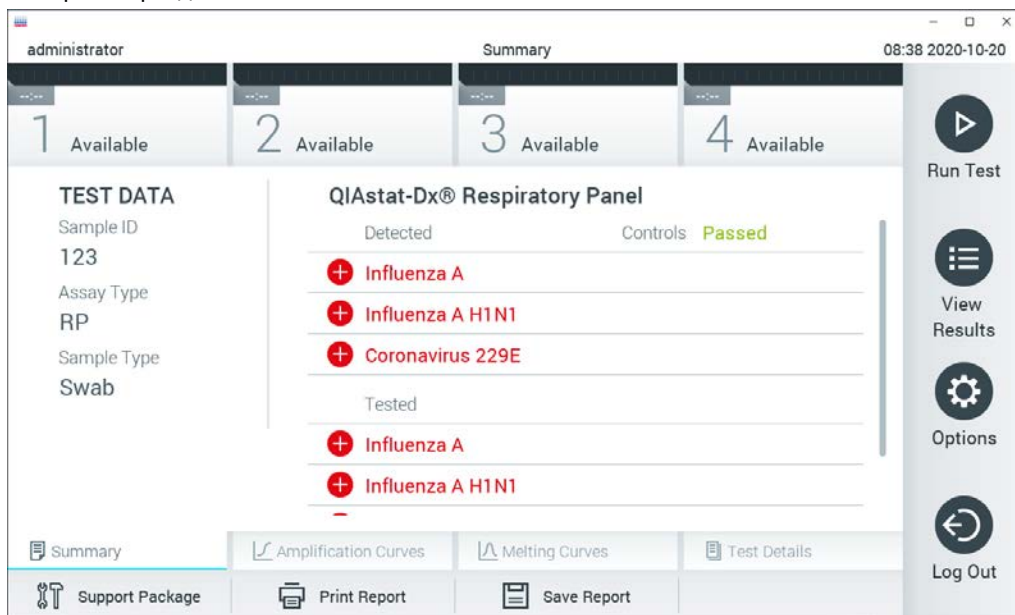 administrator Summary 08:38 2020-10-20
--:-- --:-- --:-- --:--
1 Available 2 Available 3 Available 4 Available
Run Test
TEST DATA
Sample ID
123
Assay Type
RP
Sample Type
Swab
QIAstat-Dx® Respiratory Panel
Detected Controls Passed
Influenza A
Influenza A H1N1
Coronavirus 229E
Tested
Influenza A
Influenza A H1N1
View
Results
Options
Log Out
Summary Amplification Curves Melting Curves Test Details
Support Package Print Report Save Report